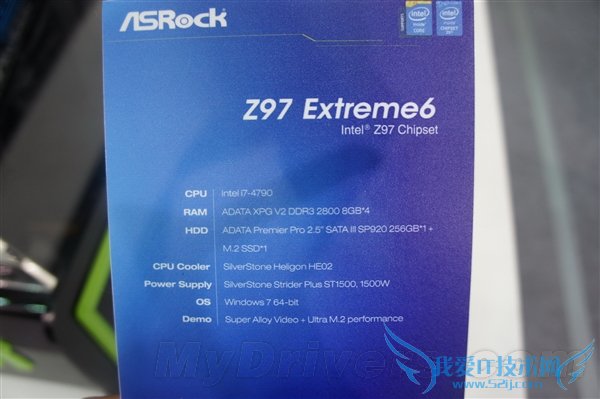 ASRock
Z97 Extreme6
Intel® Z97 Chipset
CPU Intel i7-4790
RAM ADATA XPG V2 DDR3 2800 8GB*4
HDD ADATA Premier Pro 2.5" SATA III SP920 256GB*1 +
M.2 SSD*1
CPU Cooler SilverStone Heligon HE02
Power Supply SilverStone Strider Plus ST1500, 1500W
OS Windows 7 64-bit
Demo Super Alloy Video + Ultra M.2 performance
MyDrivers.com
我爱IT技术网
www.52ij.com